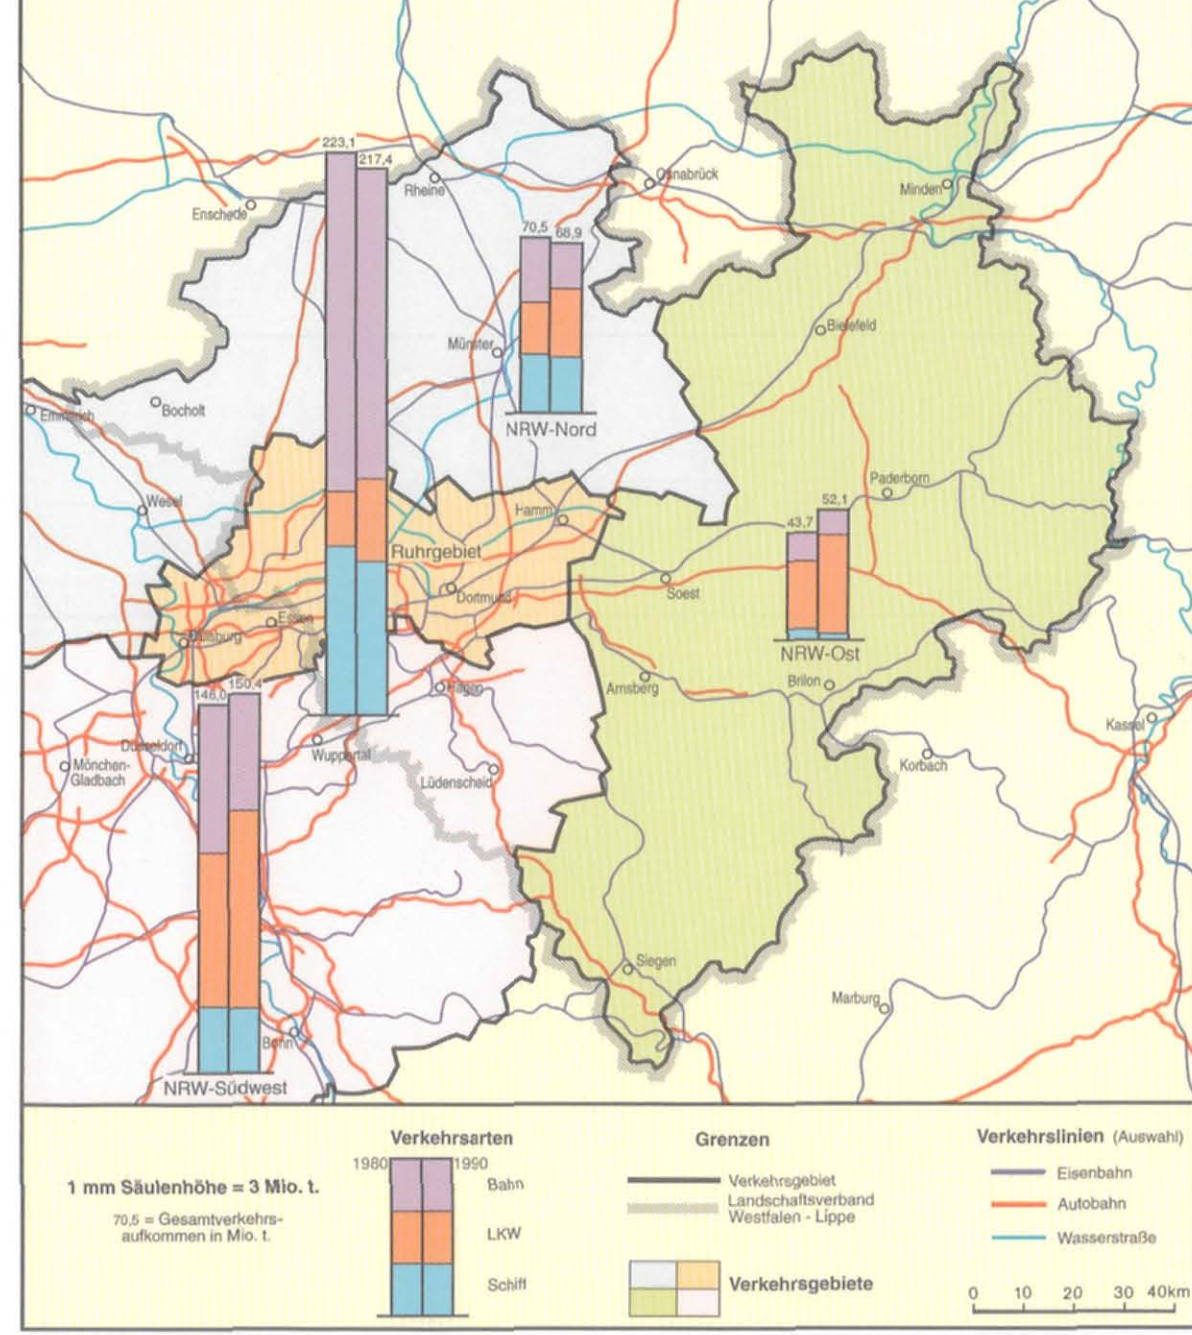 223,1
217,4
Rheine
Osnabrück
Minden
Enschede
70,5
68,9
Bielefeld
Münster
Emmerich
Bocholt
NRW-Nord
Wesel
Hamm
Paderborn
43,7
52,1
Ruhrgebiet
Dortmund
Soest
Essen
Duisburg
NRW-Ost
Arnsberg
Brilon
146,0
150,4
Hagen
Kassel
Düsseldorf
Wuppertal
Mönchen-
Gladbach
Lüdenscheid
Korbach
Siegen
Marburg
Bonn
NRW-Südwest
1 mm Säulenhöhe = 3 Mio. t.
70,5 = Gesamtverkehrs-
aufkommen in Mio. t.
Verkehrsarten
1980
1990
Bahn
LKW
Schiff
Grenzen
Verkehrsgebiet
Landschaftsverband
Westfalen - Lippe
Verkehrsgebiete
Verkehrslinien (Auswahl)
Eisenbahn
Autobahn
Wasserstraße
0 10 20 30 40km